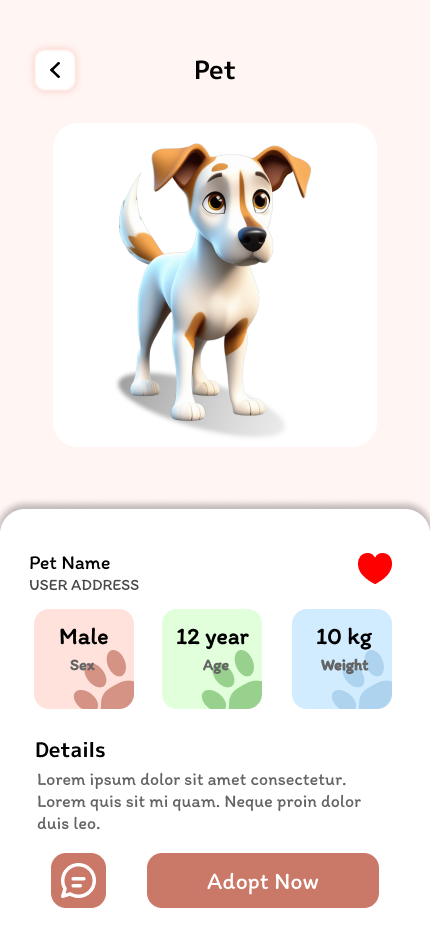 Pet
Pet Name
USER ADDRESS
Male
Sex
12 year
Age
10 kg
Weight
Details
Lorem ipsum dolor sit amet consectetur.
Lorem quis sit mi quam. Neque proin dolor
duis leo.
Adopt Now